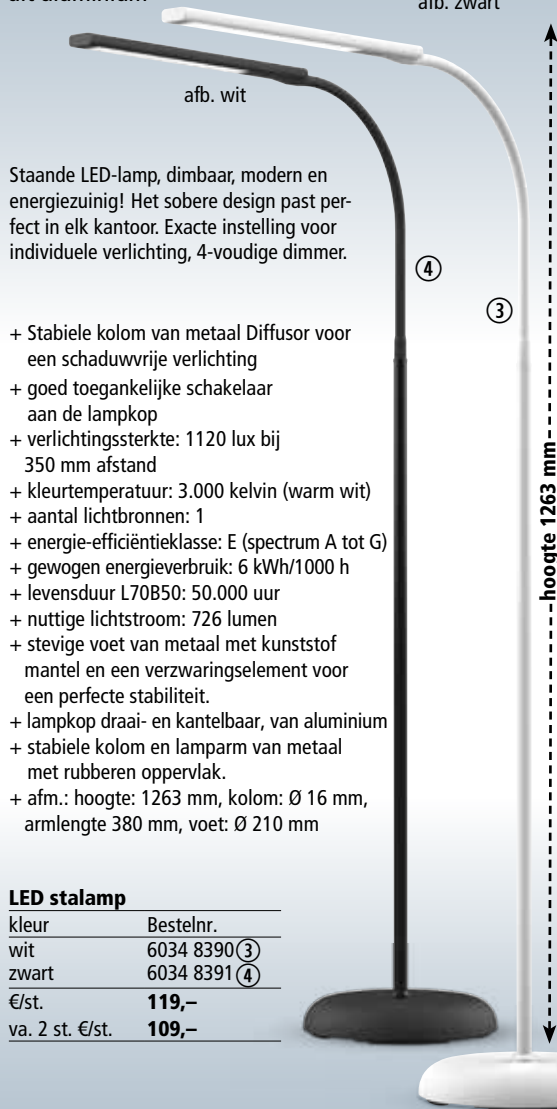 afb. zwart
afb. wit
Staande LED-lamp, dimbaar, modern en
energiezuinig! Het sobere design past per-
fect in elk kantoor. Exacte instelling voor
individuele verlichting, 4-voudige dimmer.
④
③
+ Stabiele kolom van metaal Diffusor voor
een schaduwvrije verlichting
+ goed toegankelijke schakelaar
aan de lampkop
+ verlichtingssterkte: 1120 lux bij
350 mm afstand
+ kleurtemperatuur: 3.000 kelvin (warm wit)
+ aantal lichtbronnen: 1
+ energie-efficiëntieklasse: E (spectrum A tot G)
+ gewogen energieverbruik: 6 kWh/1000 h
+ levensduur L70B50: 50.000 uur
+ nuttige lichtstroom: 726 lumen
+ stevige voet van metaal met kunststof
mantel en een verzwaringselement voor
een perfecte stabiliteit.
+ lampkop draai- en kantelbaar, van aluminium
+ stabiele kolom en lamparm van metaal
met rubberen oppervlak.
+ afm.: hoogte: 1263 mm, kolom: Ø 16 mm,
armlengte 380 mm, voet: Ø 210 mm
hoogte 1263 mm
LED stalamp
kleur Bestelnr.
wit 6034 8390 ③
zwart 6034 8391 ④
€/st. 119,–
va. 2 st. €/st. 109,–